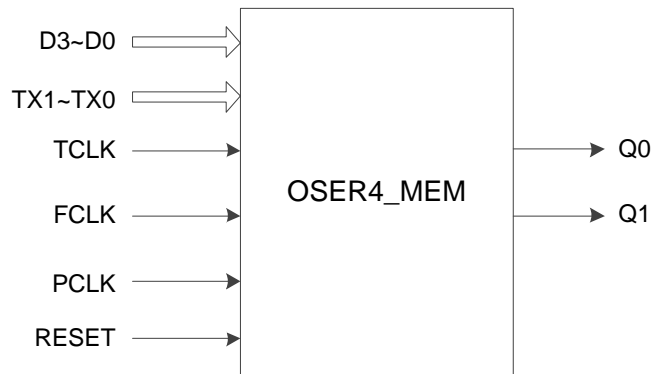 D3~D0
TX1~TX0
TCLK
FCLK
PCLK
RESET
OSER4_MEM
Q0
Q1